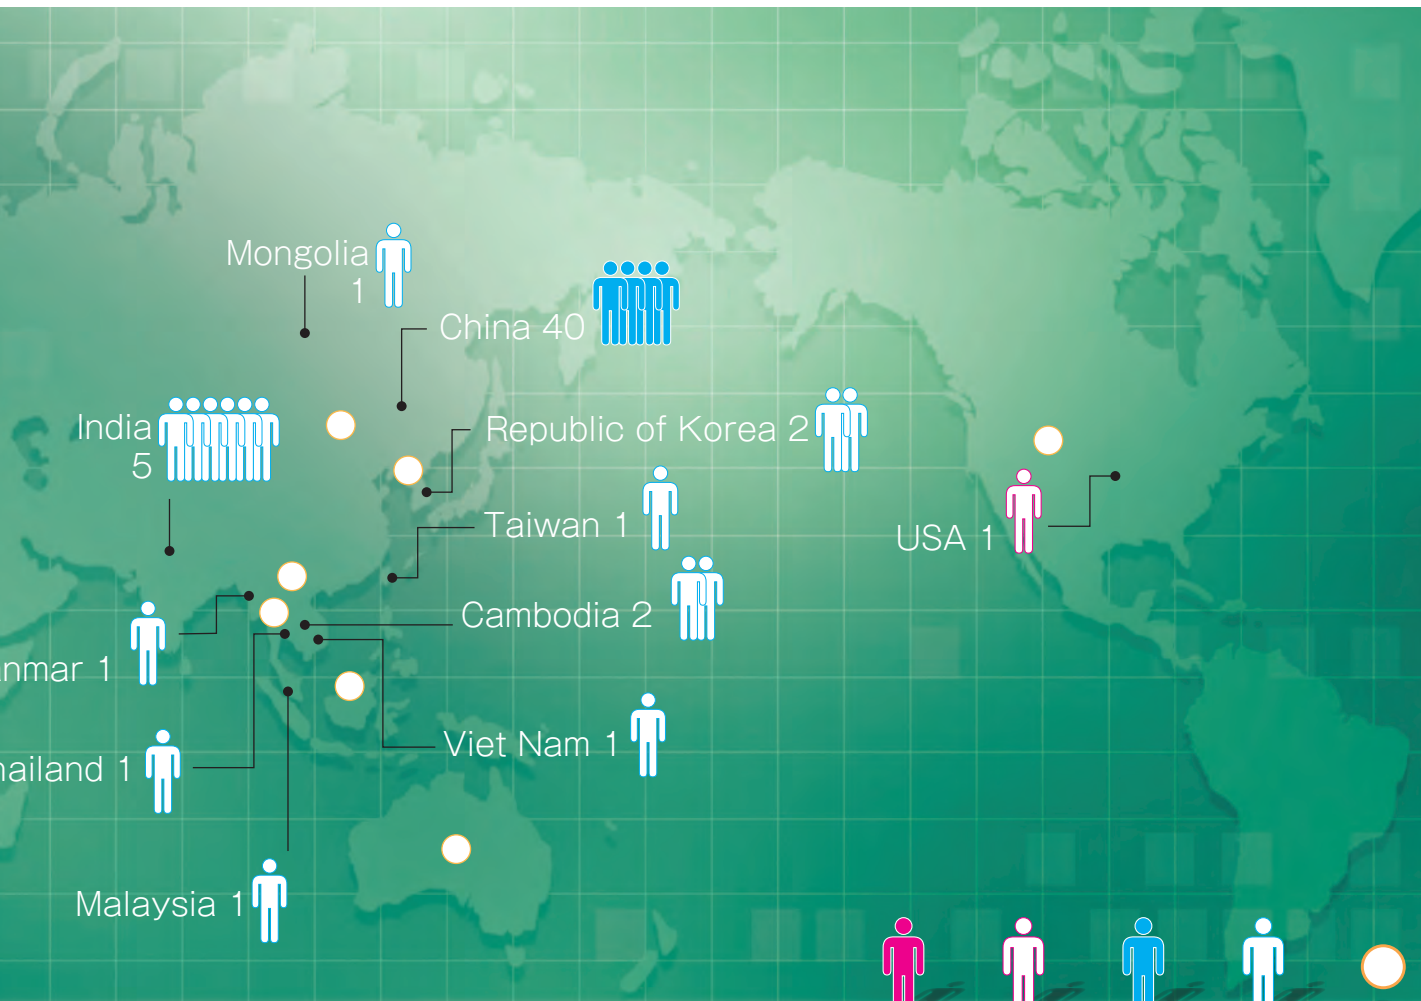 Mongolia
1
China 40
India
5
Republic of Korea 2
Taiwan 1
USA 1
Cambodia 2
anmar 1
Viet Nam 1
hailand 1
Malaysia 1